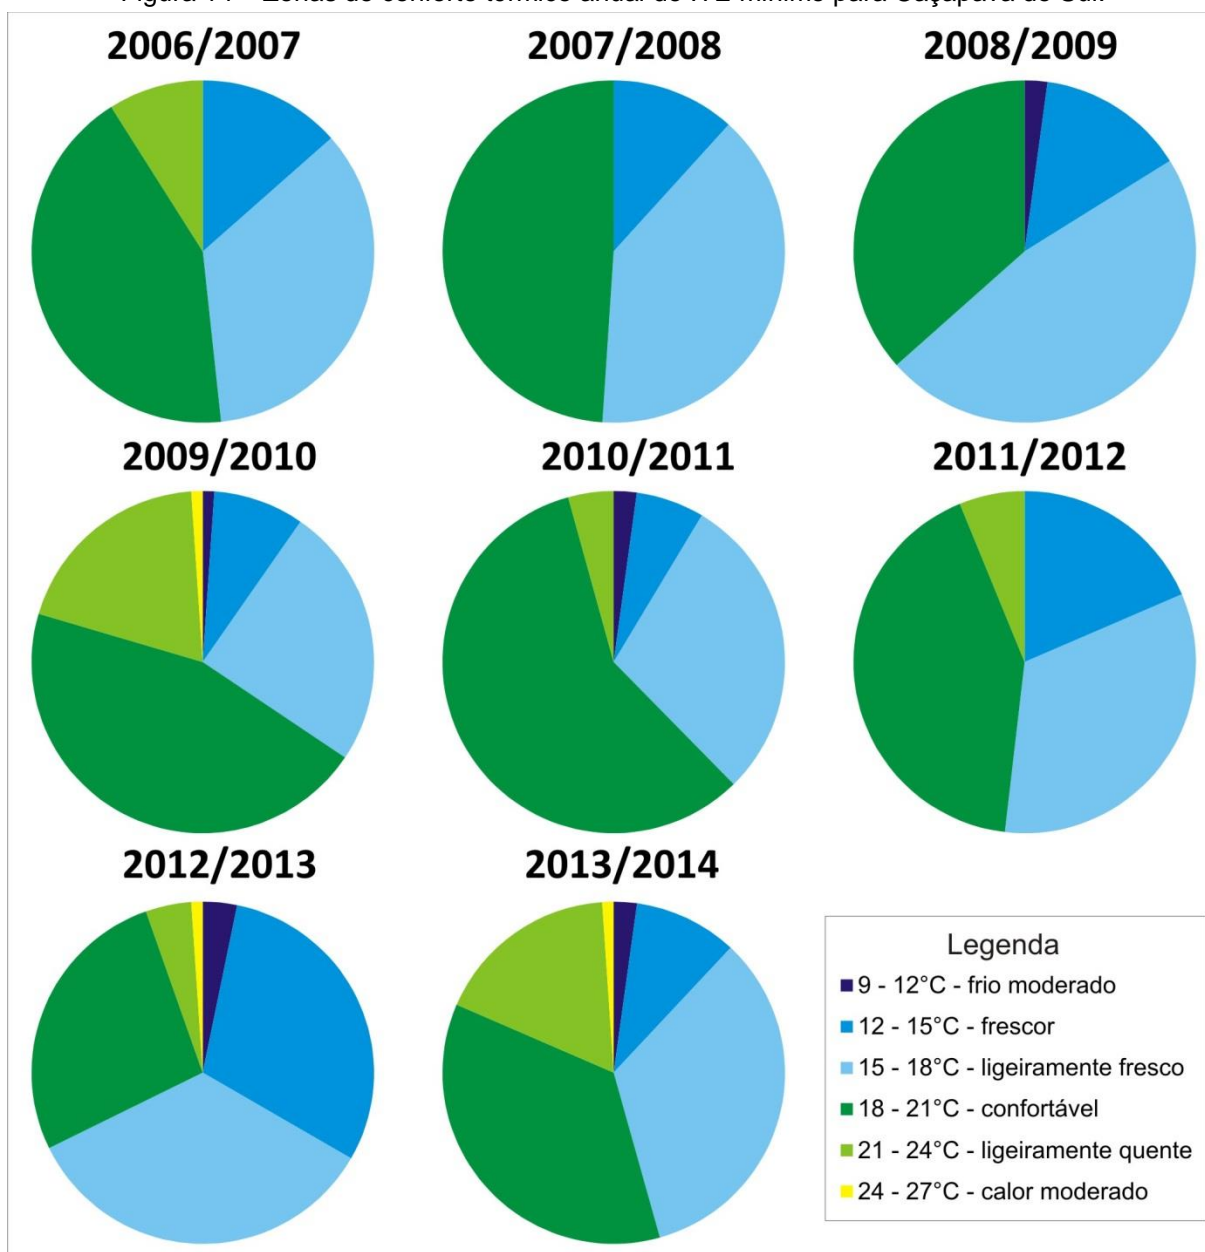 2006/2007
2007/2008
2008/2009
2009/2010
2010/2011
2011/2012
2012/2013
2013/2014
Legenda
9 - 12°C - frio moderado
12 - 15°C - frescor
15 - 18°C - ligeiramente fresco
18 - 21°C - confortável
21 - 24°C - ligeiramente quente
24 - 27°C - calor moderado